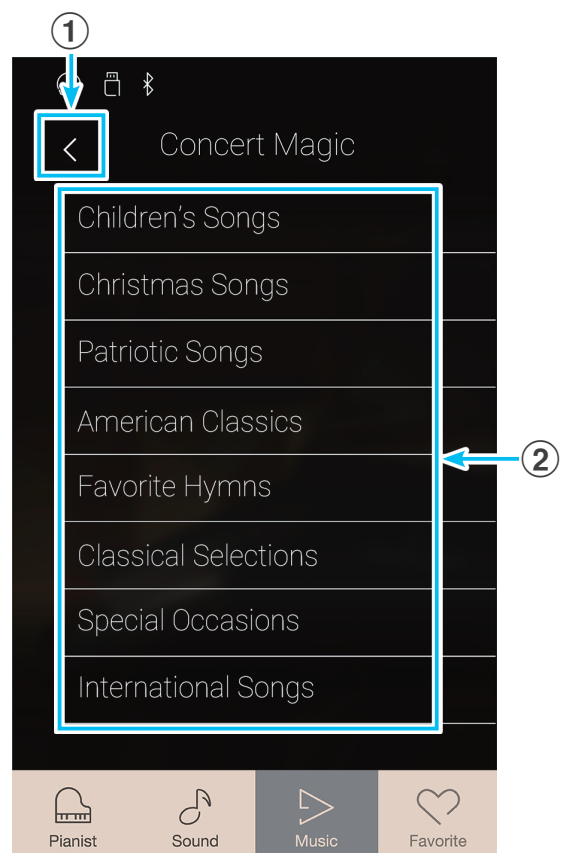 1
Concert Magic
Children's Songs
Christmas Songs
Patriotic Songs
American Classics
2
Favorite Hymns
Classical Selections
Special Occasions
International Songs
Pianist Sound Music Favorite